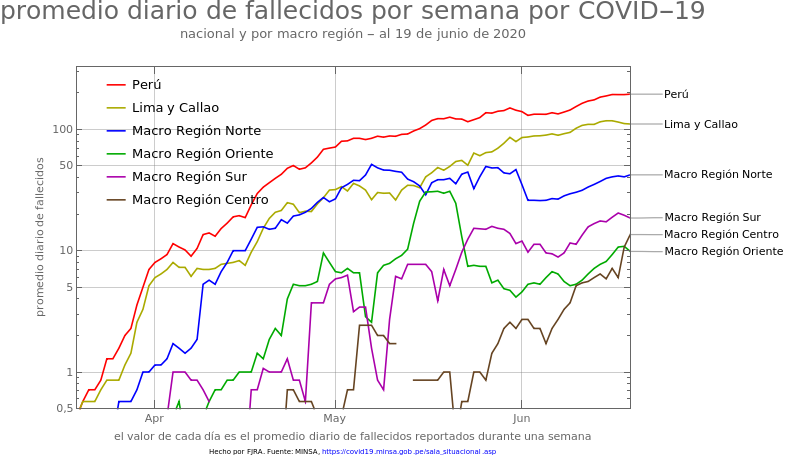 promedio diario de fallecidos por semana por COVID−19
nacional y por macro región − al 19 de junio de 2020
Perú
Lima y Callao
Macro Región Norte
Macro Región Oriente
Macro Región Sur
Macro Región Centro
promedio diario de fallecidos
100
50
10
5
1
0,5
Apr
May
Jun
Perú
Lima y Callao
Macro Región Norte
Macro Región Sur
Macro Región Centro
Macro Región Oriente
el valor de cada día es el promedio diario de fallecidos reportados durante una semana
Hecho por FJRA. Fuente: MINSA, https://covid19.minsa.gob.pe/sala_situacional .asp